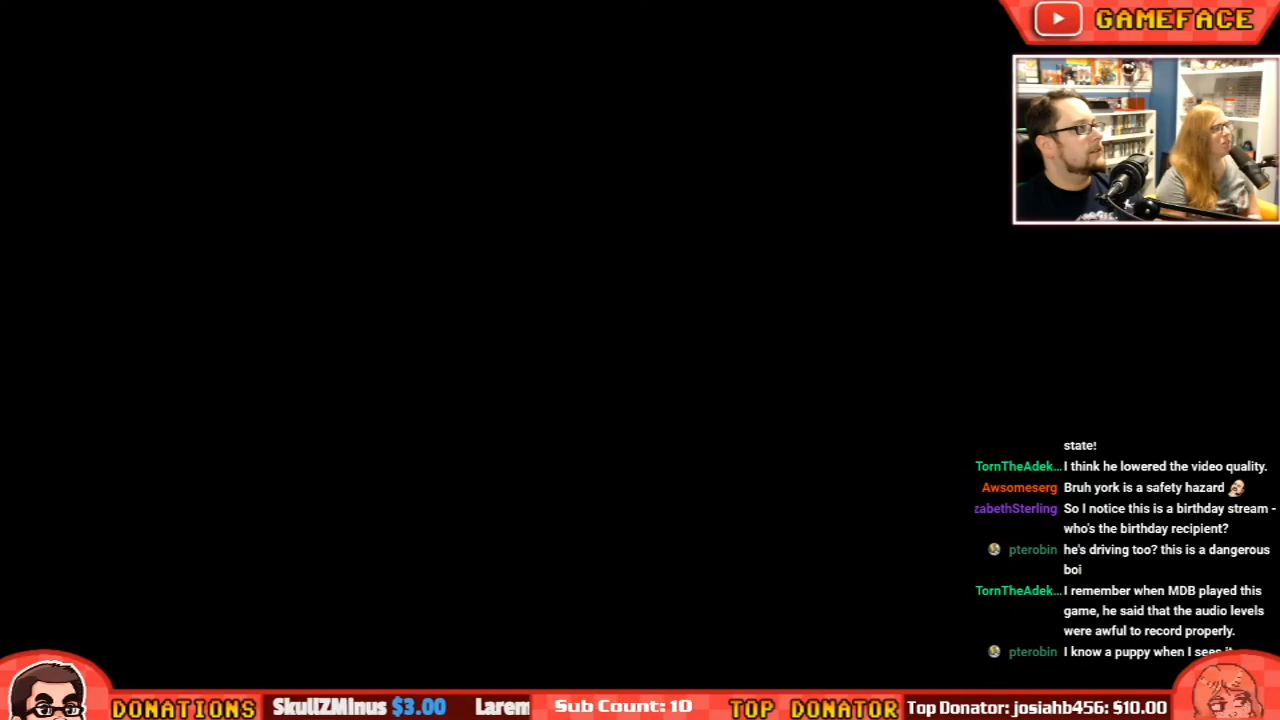 GAMEFACE
state!
TornTheAdek... I think he lowered the video quality.
Awsomeserg Bruh york is a safety hazard
zabethSterling So I notice this is a birthday stream -
who's the birthday recipient?
pterobin he's driving too? this is a dangerous
boi
TornTheAdek... I remember when MDB played this
game, he said that the audio levels
were awful to record properly.
pterobin I know a puppy when I sees it
DONATIONS SkullZMinus $3.00 Larem Sub Count: 10 TOP DONATOR Top Donator: josiahb456: $10.00